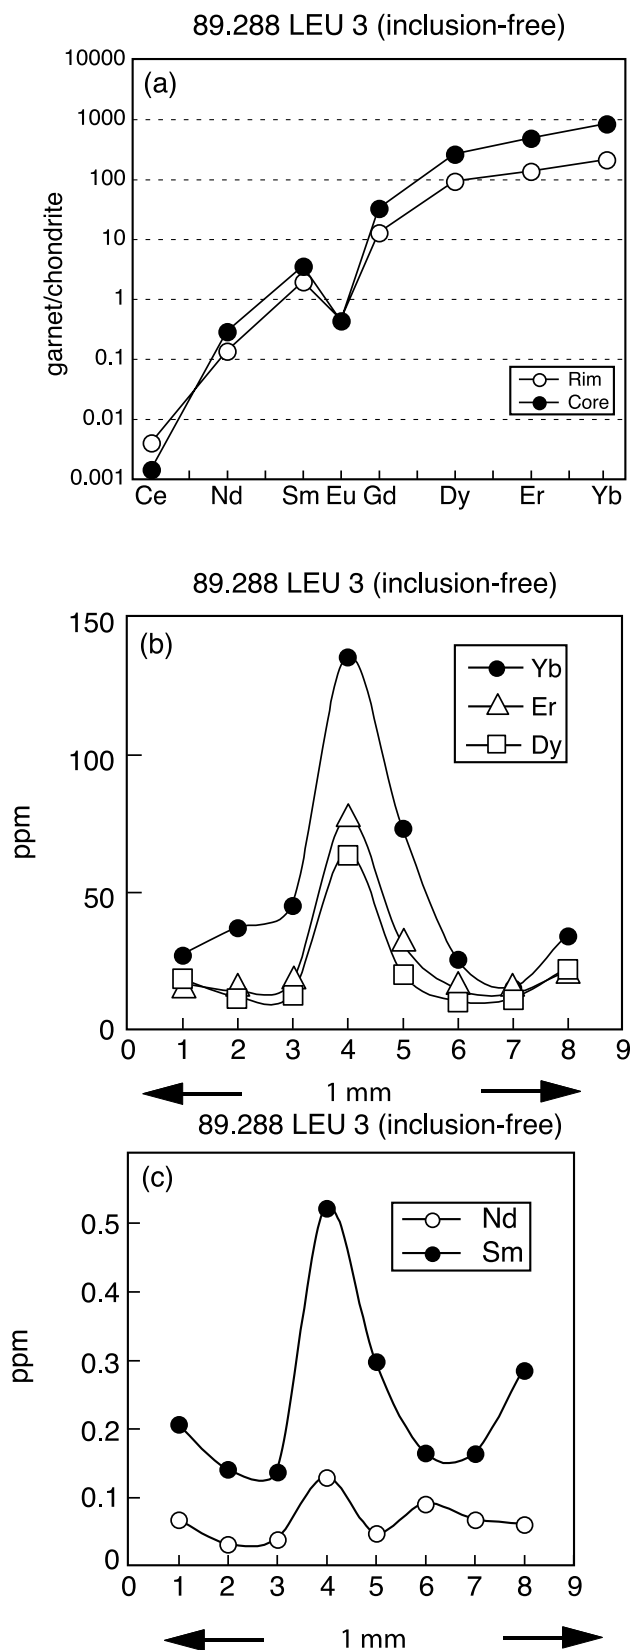 89.288 LEU 3 (inclusion-free)
(a)
garnet/chondrite
10000
1000
100
10
1
0.1
0.01
0.001
Rim
Core
Ce Nd Sm Eu Gd Dy Er Yb
89.288 LEU 3 (inclusion-free)
(b)
ppm
150
100
50
0
Yb
Er
Dy
0 1 2 3 4 5 6 7 8 9
1 mm
89.288 LEU 3 (inclusion-free)
(c)
ppm
0.5
0.4
0.3
0.2
0.1
0
Nd
Sm
0 1 2 3 4 5 6 7 8 9
1 mm